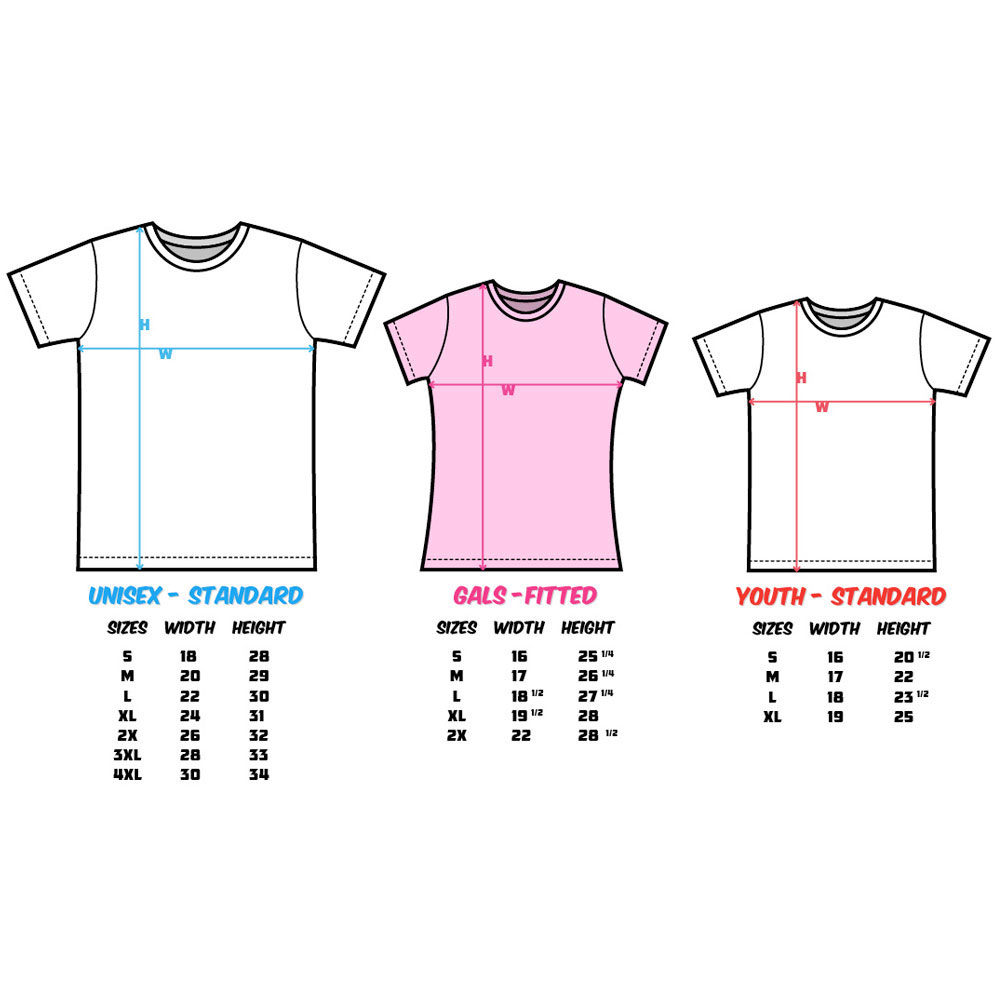 H
W
H
W
H
W
UNISEX - STANDARD
SIZES WIDTH HEIGHT
S 18 28
M 20 29
L 22 30
XL 24 31
2X 26 32
3XL 28 33
4XL 30 34
GALS - FITTED
SIZES WIDTH HEIGHT
S 16 25 1/4
M 17 26 1/4
L 18 1/2 27 1/4
XL 19 1/2 28
2X 22 28 1/2
YOUTH - STANDARD
SIZES WIDTH HEIGHT
S 16 20 1/2
M 17 22
L 18 23 1/2
XL 19 25